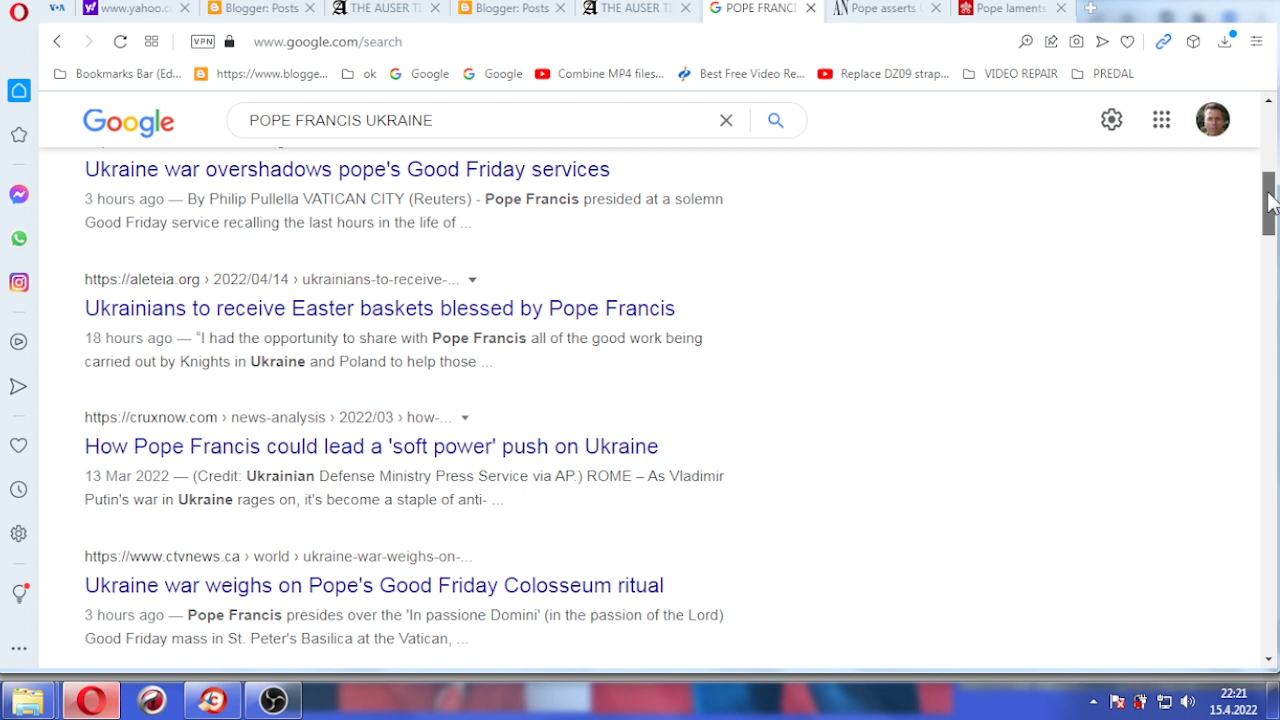 www.yahoo.c
Blogger: Posts
THE AUSER TI
Blogger: Posts
THE AUSER TI
POPE FRANCI
Pope asserts U
Pope laments
VPN
www.google.com/search
Bookmarks Bar (Ed...
https://www.blogge...
ok
Google
Google
Combine MP4 files...
Best Free Video Re...
Replace DZ09 strap...
VIDEO REPAIR
PREDAL
Google
POPE FRANCIS UKRAINE
Ukraine war overshadows pope's Good Friday services
3 hours ago — By Philip Pullella VATICAN CITY (Reuters) - Pope Francis presided at a solemn
Good Friday service recalling the last hours in the life of ...
https://aleteia.org › 2022/04/14 › ukrainians-to-receive-...
Ukrainians to receive Easter baskets blessed by Pope Francis
18 hours ago — “I had the opportunity to share with Pope Francis all of the good work being
carried out by Knights in Ukraine and Poland to help those ...
https://cruxnow.com › news-analysis › 2022/03 › how-...
How Pope Francis could lead a 'soft power' push on Ukraine
13 Mar 2022 — (Credit: Ukrainian Defense Ministry Press Service via AP.) ROME – As Vladimir
Putin's war in Ukraine rages on, it's become a staple of anti- ...
https://www.ctvnews.ca › world › ukraine-war-weighs-on-...
Ukraine war weighs on Pope's Good Friday Colosseum ritual
3 hours ago — Pope Francis presides over the 'In passione Domini' (in the passion of the Lord)
Good Friday mass in St. Peter's Basilica at the Vatican, ...
22:21
15.4.2022